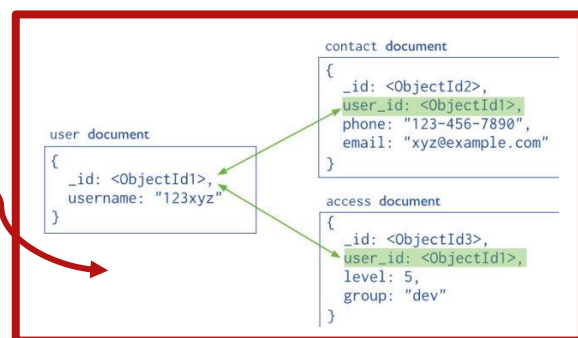 user document
{
_id: <ObjectId1>,
username: "123xyz"
}
contact document
{
_id: <ObjectId2>,
user_id: <ObjectId1>,
phone: "123-456-7890",
email: "xyz@example.com"
}
access document
{
_id: <ObjectId3>,
user_id: <ObjectId1>,
level: 5,
group: "dev"
}